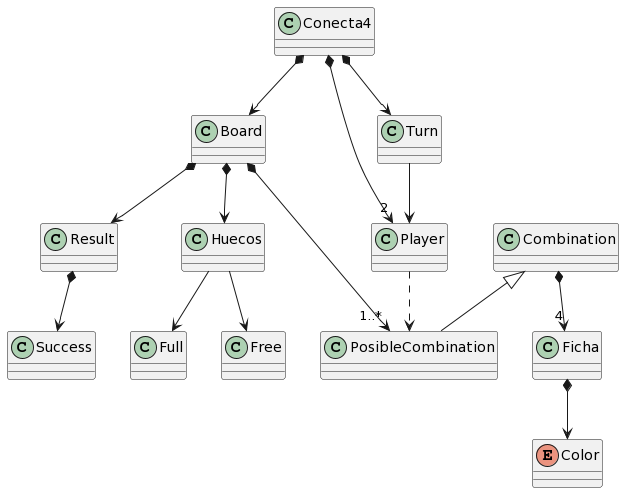 C Conecta4
C Board
C Turn
2
C Result
C Huecos
C Player
C Combination
1..*
4
C Success
C Full
C Free
C PosibleCombination
C Ficha
E Color